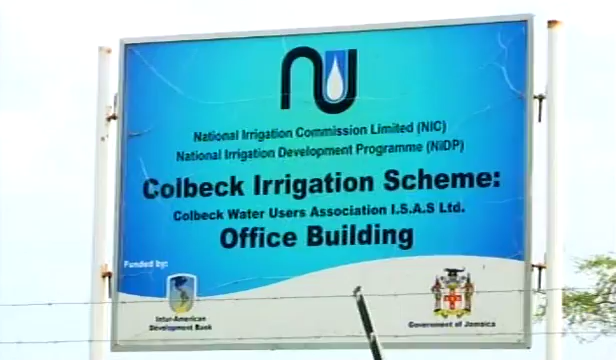 National Irrigation Commission Limited (NIC)
National Irrigation Development Programme (NIDP)
Colbeck Irrigation Scheme:
Colbeck Water Users Association I.S.A.S Ltd.
Office Building
Funded by:
Inter-American
Development Bank
Government of Jamaica